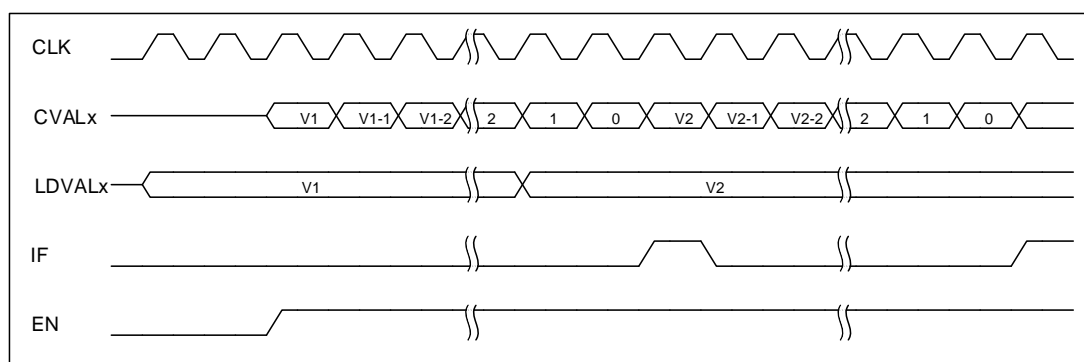 CLK
CVALx V1 V1-1 V1-2 2 1 0 V2 V2-1 V2-2 2 1 0
LDVALx V1 V2
IF
EN